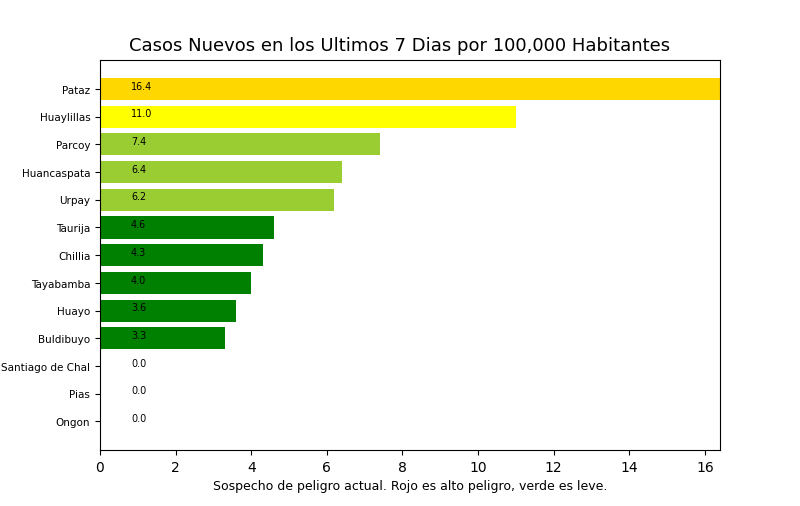 Casos Nuevos en los Ultimos 7 Dias por 100,000 Habitantes
Pataz 16.4
Huaylillas 11.0
Parcoy 7.4
Huancaspata 6.4
Urpay 6.2
Taurija 4.6
Chillia 4.3
Tayabamba 4.0
Huayo 3.6
Buldibuyo 3.3
Santiago de Chal 0.0
Pias 0.0
Ongon 0.0
0 2 4 6 8 10 12 14 16
Sospecho de peligro actual. Rojo es alto peligro, verde es leve.